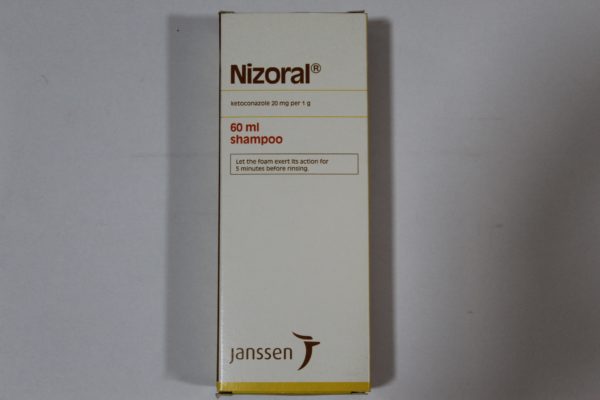 Nizoral®
ketoconazole 20 mg per 1 g
60 ml
shampoo
Let the foam exert its action for
5 minutes before rinsing.
janssen